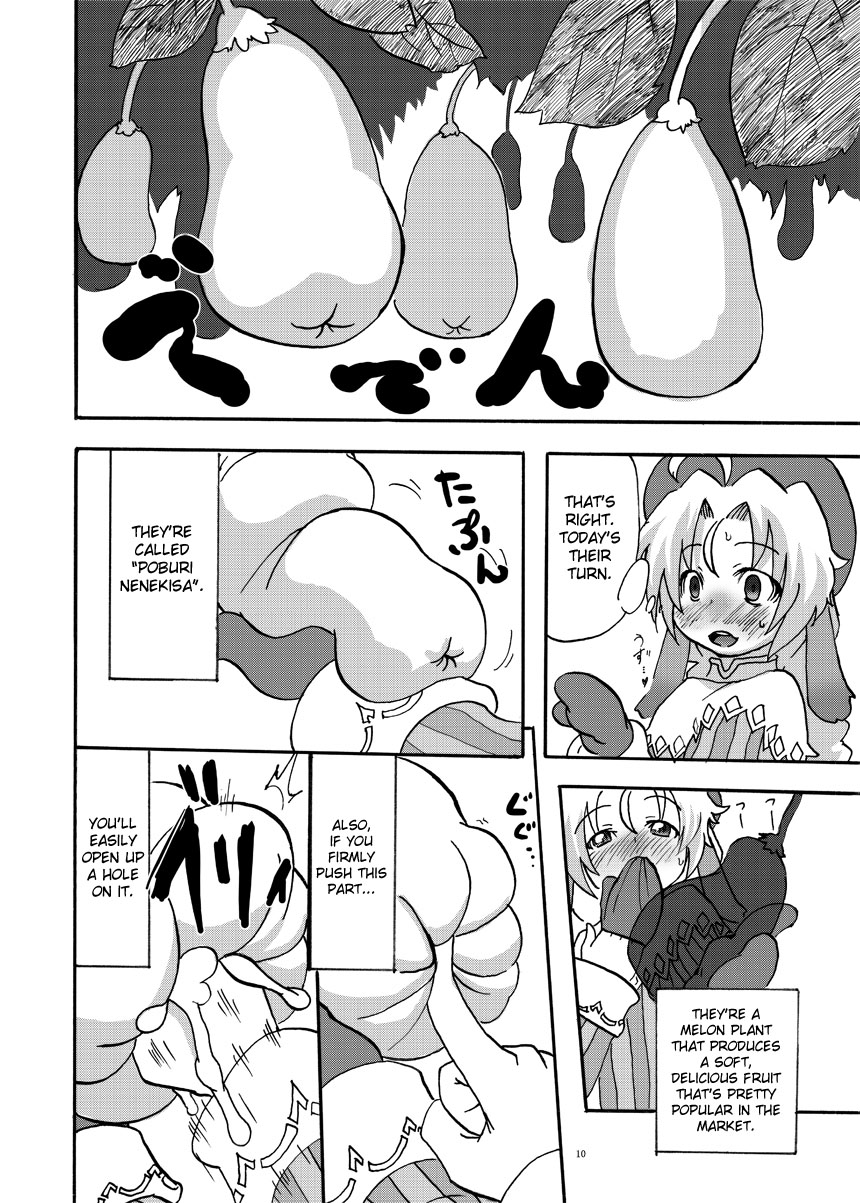 ででん
THAT'S
RIGHT.
TODAY'S
THEIR
TURN.
うず…♥
たぷん
THEY'RE
CALLED
"POBURI
NENEKISA".
THEY'RE A
MELON PLANT
THAT PRODUCES
A SOFT,
DELICIOUS FRUIT
THAT'S PRETTY
POPULAR IN THE
MARKET.
ぐぐ…
ALSO,
IF YOU
FIRMLY
PUSH THIS
PART...
YOU'LL
EASILY
OPEN UP
A HOLE
ON IT.
10